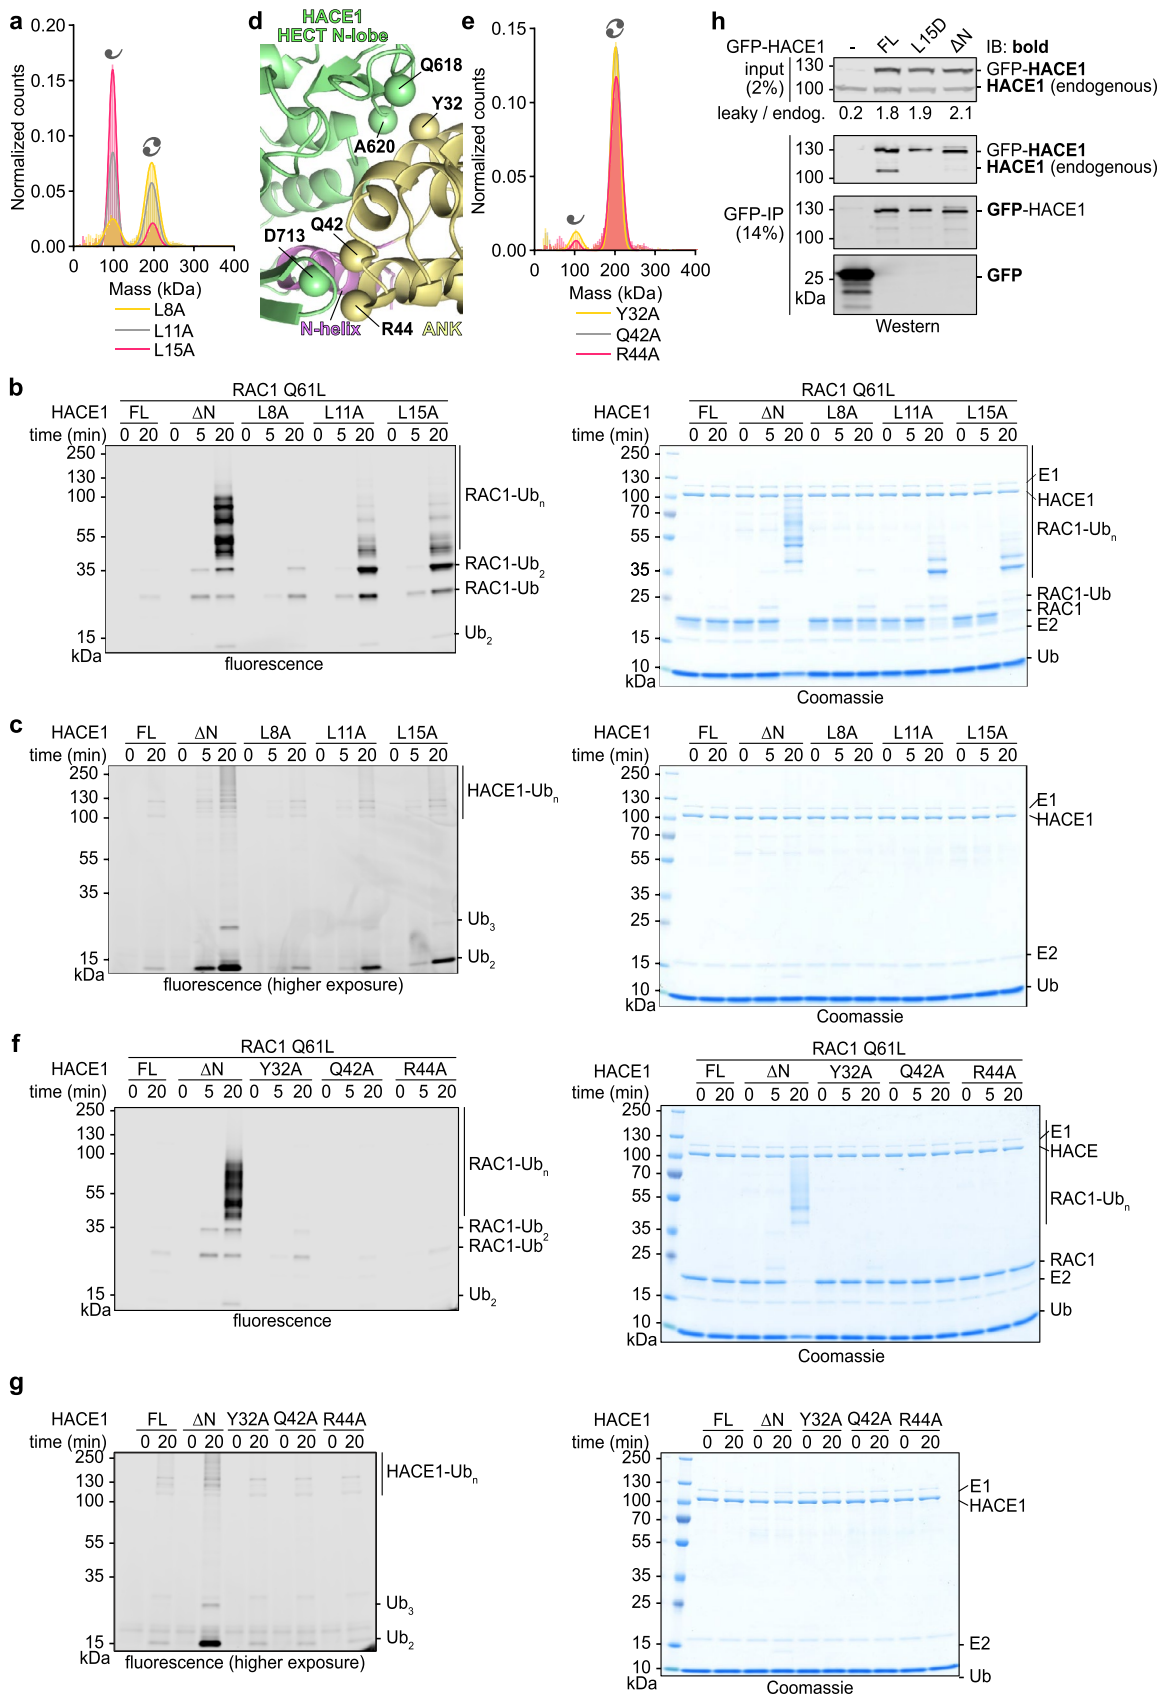 a
0.20
0.15
0.10
0.05
0.00
Normalized counts
0 100 200 300 400
Mass (kDa)
L8A
L11A
L15A
d
HACE1
HECT N-lobe
Q618
Y32
A620
Q42
D713
N-helix
R44
ANK
e
0.15
0.10
0.05
0.00
Normalized counts
0 100 200 300 400
Mass (kDa)
Y32A
Q42A
R44A
h
GFP-HACE1 - FL L15D ΔN IB: bold
input
(2%)
130
100
GFP-HACE1
HACE1 (endogenous)
leaky / endog. 0.2 1.8 1.9 2.1
130
100
GFP-HACE1
HACE1 (endogenous)
GFP-IP
(14%)
130
100
GFP-HACE1
25
kDa
GFP
Western
b
RAC1 Q61L
HACE1 FL ΔN L8A L11A L15A
time (min) 0 20 0 5 20 0 5 20 0 5 20 0 5 20
250
130
100
55
35
15
kDa
RAC1-Ubn
RAC1-Ub2
RAC1-Ub
Ub2
fluorescence
RAC1 Q61L
HACE1 FL ΔN L8A L11A L15A
time (min) 0 20 0 5 20 0 5 20 0 5 20 0 5 20
250
130
100
70
55
35
25
15
10
kDa
E1
HACE1
RAC1-Ubn
RAC1-Ub
RAC1
E2
Ub
Coomassie
c
HACE1 FL ΔN L8A L11A L15A
time (min) 0 20 0 5 20 0 5 20 0 5 20 0 5 20
250
130
100
55
35
15
kDa
HACE1-Ubn
Ub3
Ub2
fluorescence (higher exposure)
HACE1 FL ΔN L8A L11A L15A
time (min) 0 20 0 5 20 0 5 20 0 5 20 0 5 20
250
130
100
70
55
35
25
15
10
kDa
E1
HACE1
E2
Ub
Coomassie
f
RAC1 Q61L
HACE1 FL ΔN Y32A Q42A R44A
time (min) 0 20 0 5 20 0 5 20 0 5 20 0 5 20
250
130
100
55
35
15
kDa
RAC1-Ubn
RAC1-Ub2
RAC1-Ub
Ub2
fluorescence
RAC1 Q61L
HACE1 FL ΔN Y32A Q42A R44A
time (min) 0 20 0 5 20 0 5 20 0 5 20 0 5 20
250
130
100
70
55
35
25
15
10
kDa
E1
HACE
RAC1-Ubn
RAC1
E2
Ub
Coomassie
g
HACE1 FL ΔN Y32A Q42A R44A
time (min) 0 20 0 20 0 20 0 20 0 20
250
130
100
55
35
15
kDa
HACE1-Ubn
Ub3
Ub2
fluorescence (higher exposure)
HACE1 FL ΔN Y32A Q42A R44A
time (min) 0 20 0 20 0 20 0 20 0 20
250
130
100
70
55
35
25
15
10
kDa
E1
HACE1
E2
Ub
Coomassie